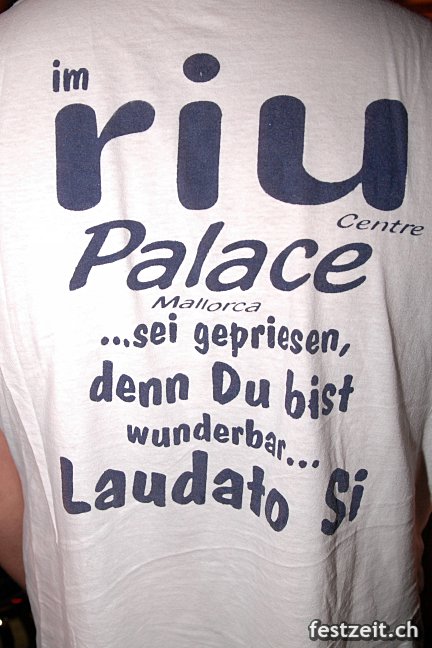 im
riu
Centre
Palace
Mallorca
...sei gepriesen,
denn Du bist
wunderbar...
Laudato Si
festzeit.ch